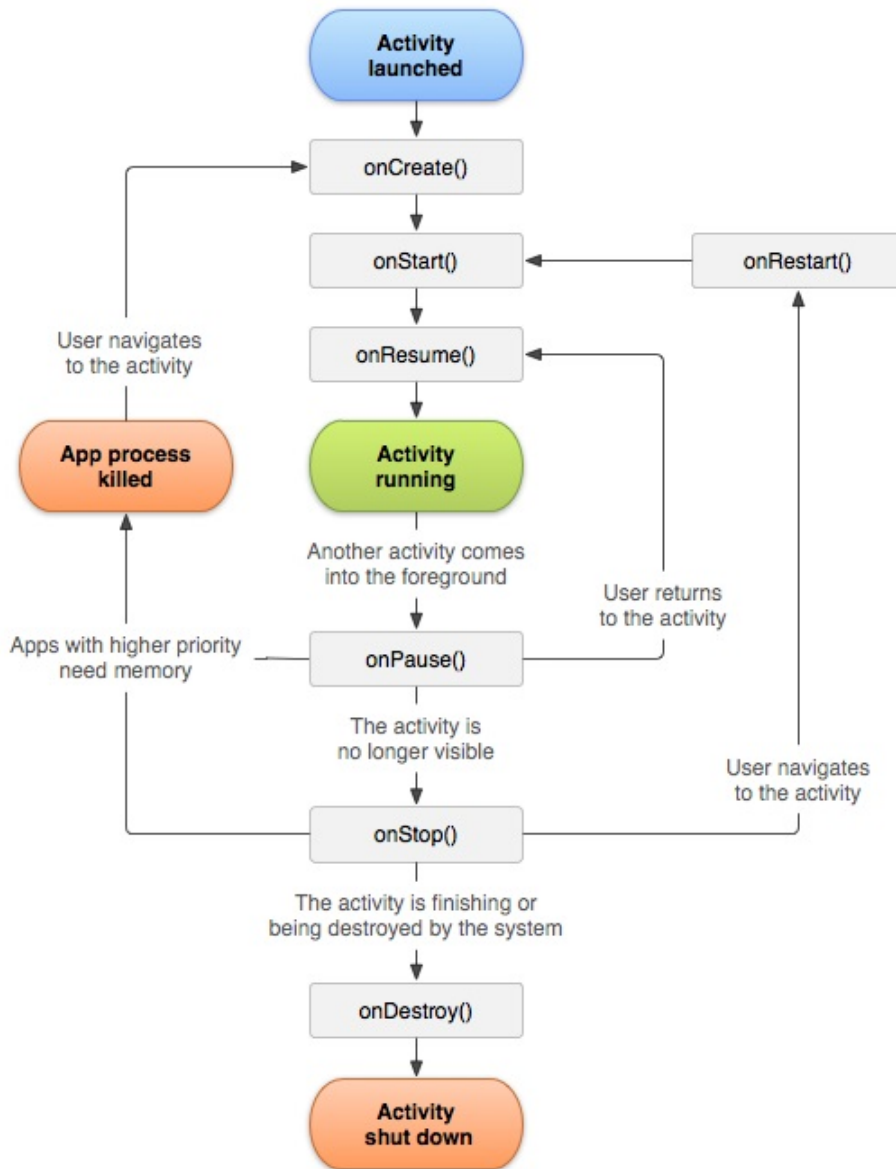 Activity
launched
onCreate()
onStart()
onRestart()
User navigates
to the activity
onResume()
App process
killed
Activity
running
Another activity comes
into the foreground
User returns
to the activity
Apps with higher priority
need memory
onPause()
The activity is
no longer visible
User navigates
to the activity
onStop()
The activity is finishing or
being destroyed by the system
onDestroy()
Activity
shut down